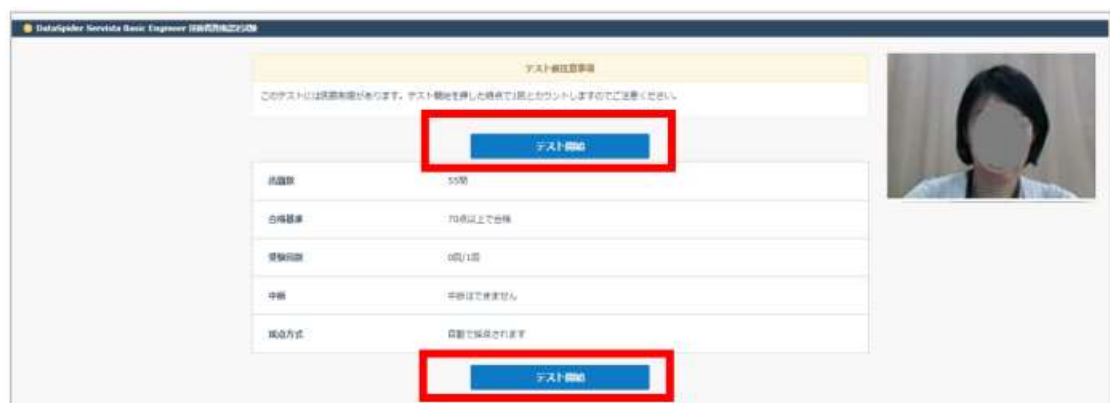 DataSpider Servista Basic Engineer 技術者資格認定試験
テスト前注意事項
このテストには回数制限があります。テスト開始を押した時点で1回とカウントしますのでご注意ください。
テスト開始
出題数 55問
合格基準 70点以上で合格
受験回数 0回/1回
中断 中断はできません
採点方式 自動で採点されます
テスト開始